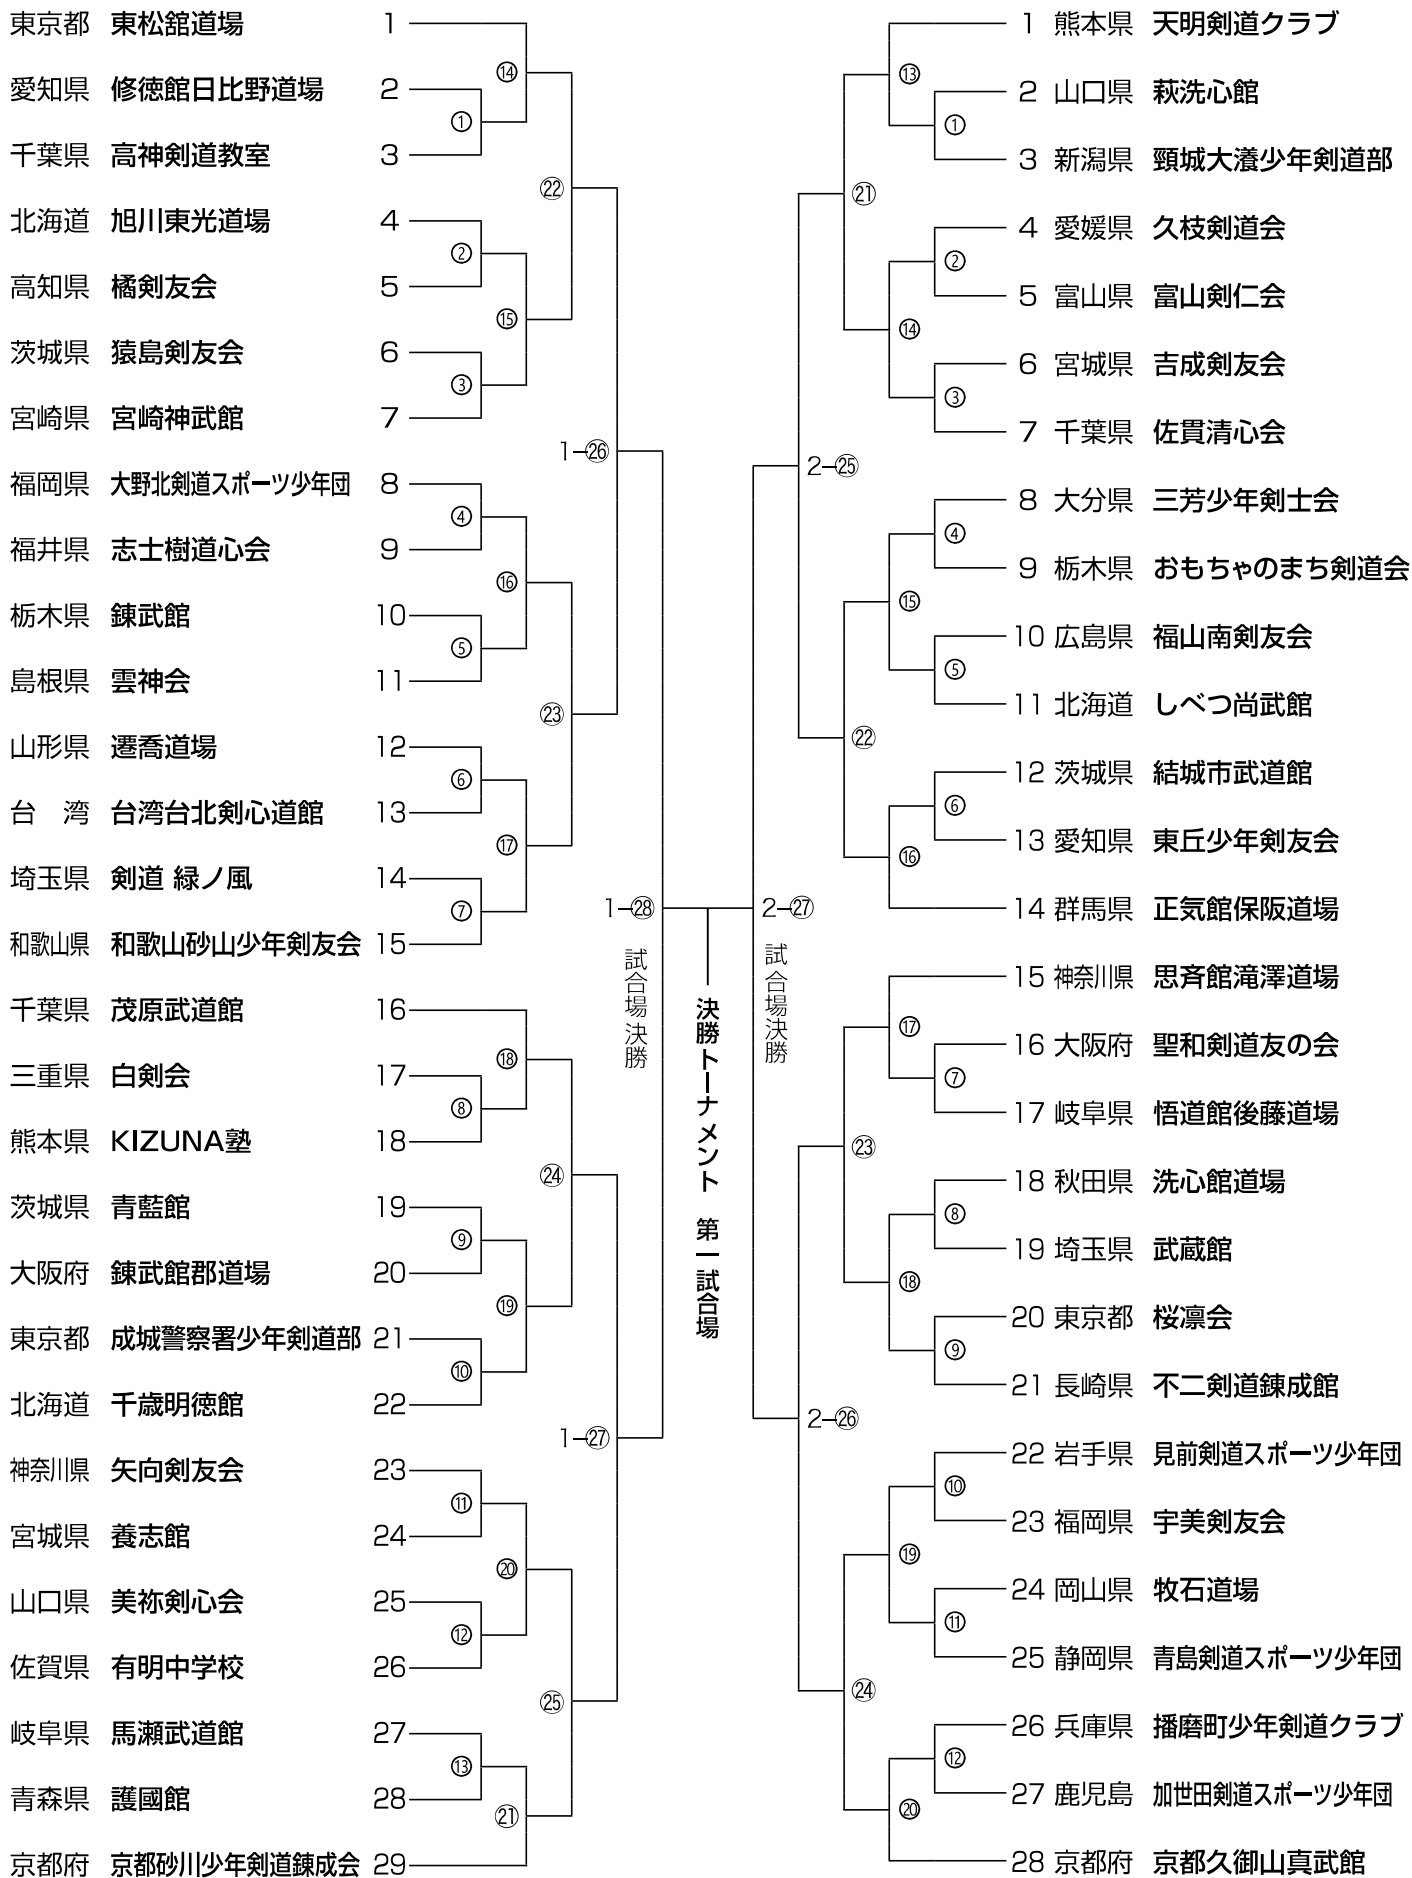 東京都 東松舘道場 1
愛知県 修徳館日比野道場 2
千葉県 高神剣道教室 3
北海道 旭川東光道場 4
高知県 橘剣友会 5
茨城県 猿島剣友会 6
宮崎県 宮崎神武館 7
福岡県 大野北剣道スポーツ少年団 8
福井県 志士樹道心会 9
栃木県 錬武館 10
島根県 雲神会 11
山形県 遷喬道場 12
台 湾 台湾台北剣心道館 13
埼玉県 剣道 緑ノ風 14
和歌山県 和歌山砂山少年剣友会 15
千葉県 茂原武道館 16
三重県 白剣会 17
熊本県 KIZUNA塾 18
茨城県 青藍館 19
大阪府 錬武館郡道場 20
東京都 成城警察署少年剣道部 21
北海道 千歳明徳館 22
神奈川県 矢向剣友会 23
宮城県 養志館 24
山口県 美祢剣心会 25
佐賀県 有明中学校 26
岐阜県 馬瀬武道館 27
青森県 護國館 28
京都府 京都砂川少年剣道錬成会 29
①
②
③
④
⑤
⑥
⑦
⑧
⑨
⑩
⑪
⑫
⑬
⑭
⑮
⑯
⑰
⑱
⑲
⑳
㉑
㉒
㉓
㉔
㉕
1−㉖
1−㉗
1−㉘
試合場決勝
決勝トーナメント 第一試合場
2−㉗
試合場決勝
2−㉕
2−㉖
㉑
㉒
㉓
㉔
⑬
⑭
⑮
⑯
⑰
⑱
⑲
⑳
①
②
③
④
⑤
⑥
⑦
⑧
⑨
⑩
⑪
⑫
1 熊本県 天明剣道クラブ
2 山口県 萩洗心館
3 新潟県 頸城大瀁少年剣道部
4 愛媛県 久枝剣道会
5 富山県 富山剣仁会
6 宮城県 吉成剣友会
7 千葉県 佐貫清心会
8 大分県 三芳少年剣士会
9 栃木県 おもちゃのまち剣道会
10 広島県 福山南剣友会
11 北海道 しべつ尚武館
12 茨城県 結城市武道館
13 愛知県 東丘少年剣友会
14 群馬県 正気館保阪道場
15 神奈川県 思斉館滝澤道場
16 大阪府 聖和剣道友の会
17 岐阜県 悟道館後藤道場
18 秋田県 洗心館道場
19 埼玉県 武蔵館
20 東京都 桜凛会
21 長崎県 不二剣道錬成館
22 岩手県 見前剣道スポーツ少年団
23 福岡県 宇美剣友会
24 岡山県 牧石道場
25 静岡県 青島剣道スポーツ少年団
26 兵庫県 播磨町少年剣道クラブ
27 鹿児島 加世田剣道スポーツ少年団
28 京都府 京都久御山真武館